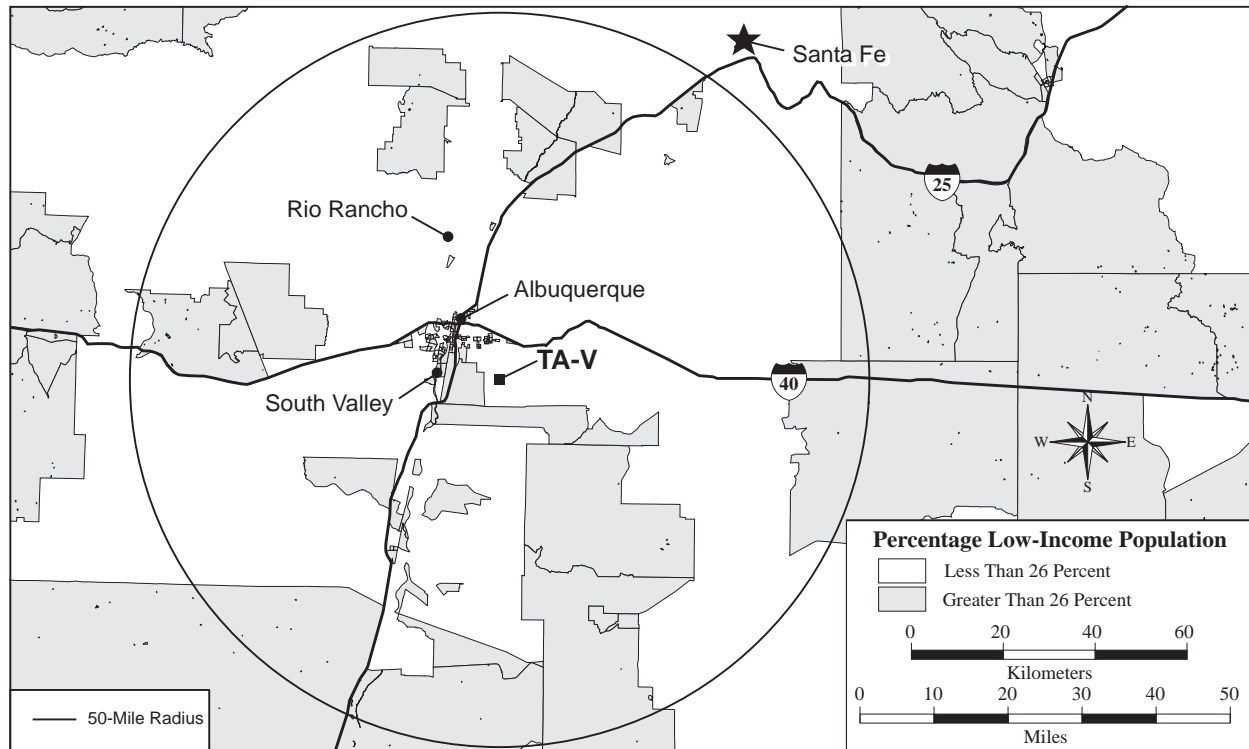 Santa Fe
25
Rio Rancho
Albuquerque
TA-V
South Valley
40
N
W E
S
Percentage Low-Income Population
Less Than 26 Percent
Greater Than 26 Percent
0 20 40 60
Kilometers
0 10 20 30 40 50
Miles
50-Mile Radius